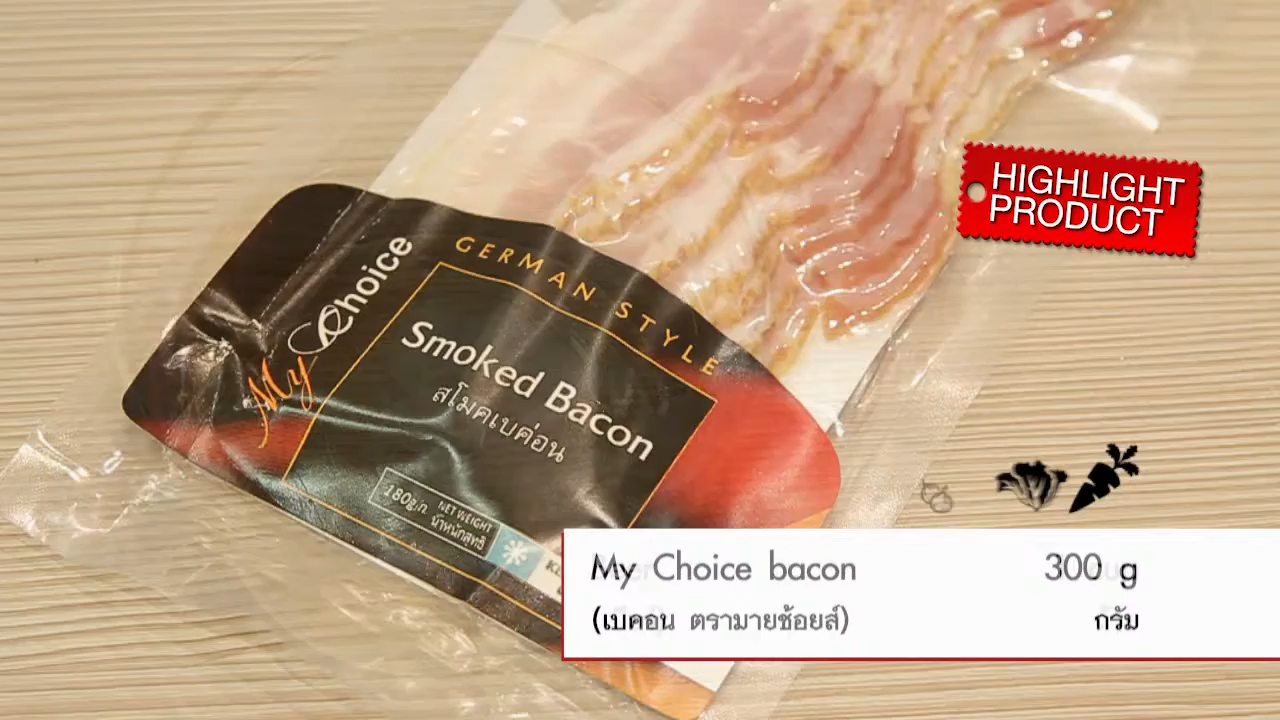 HIGHLIGHT
PRODUCT
My Choice
GERMAN STYLE
Smoked Bacon
สโมคเบค่อน
180g/ก.
NET WEIGHT
น้ำหนักสุทธิ
My Choice bacon 300 g
(เบคอน ตรามายช้อยส์) กรัม